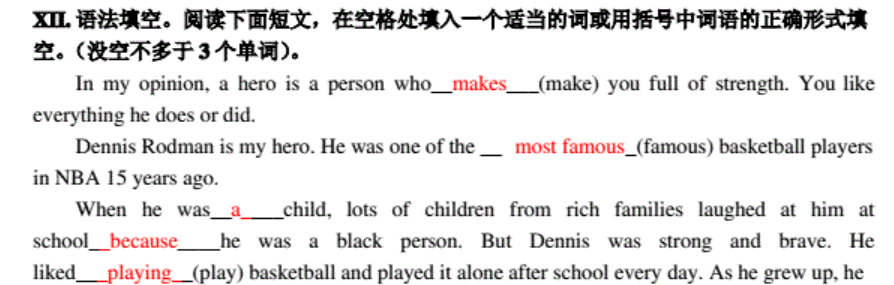 XII. 语法填空。阅读下面短文，在空格处填入一个适当的词或用括号中词语的正确形式填
空。（没空不多于 3 个单词）。
In my opinion, a hero is a person who__makes___(make) you full of strength. You like
everything he does or did.
Dennis Rodman is my hero. He was one of the __ most famous_(famous) basketball players
in NBA 15 years ago.
When he was__a____child, lots of children from rich families laughed at him at
school__because____he was a black person. But Dennis was strong and brave. He
liked___playing__(play) basketball and played it alone after school every day. As he grew up, he